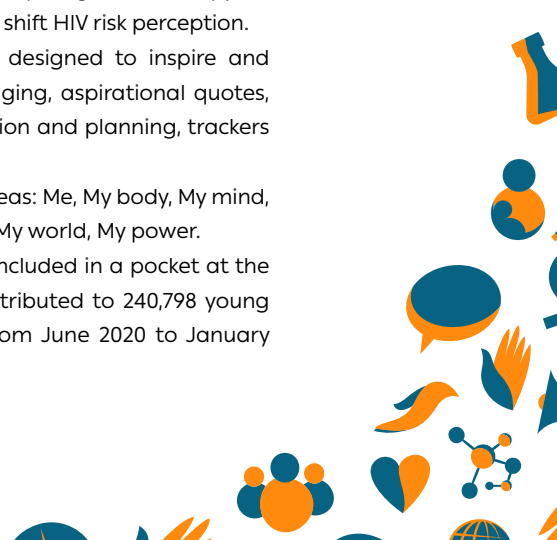 shift HIV risk perception.
designed to inspire and
ging, aspirational quotes,
ion and planning, trackers
eas: Me, My body, My mind,
My world, My power.
ncluded in a pocket at the
tributed to 240,798 young
om June 2020 to January